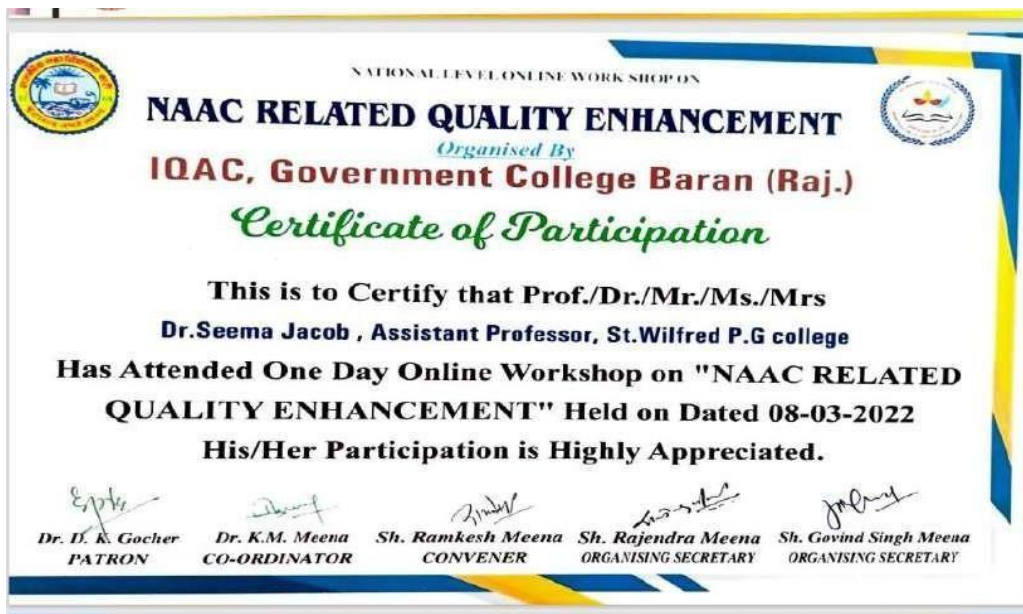 NATIONAL LEVEL ONLINE WORK SHOP ON
NAAC RELATED QUALITY ENHANCEMENT
Organised By
IQAC, Government College Baran (Raj.)
Certificate of Participation
This is to Certify that Prof./Dr./Mr./Ms./Mrs
Dr.Seema Jacob , Assistant Professor, St.Wilfred P.G college
Has Attended One Day Online Workshop on "NAAC RELATED
QUALITY ENHANCEMENT" Held on Dated 08-03-2022
His/Her Participation is Highly Appreciated.
Dr. D. K. Gocher Dr. K.M. Meena Sh. Ramkesh Meena Sh. Rajendra Meena Sh. Govind Singh Meena
PATRON CO-ORDINATOR CONVENER ORGANISING SECRETARY ORGANISING SECRETARY